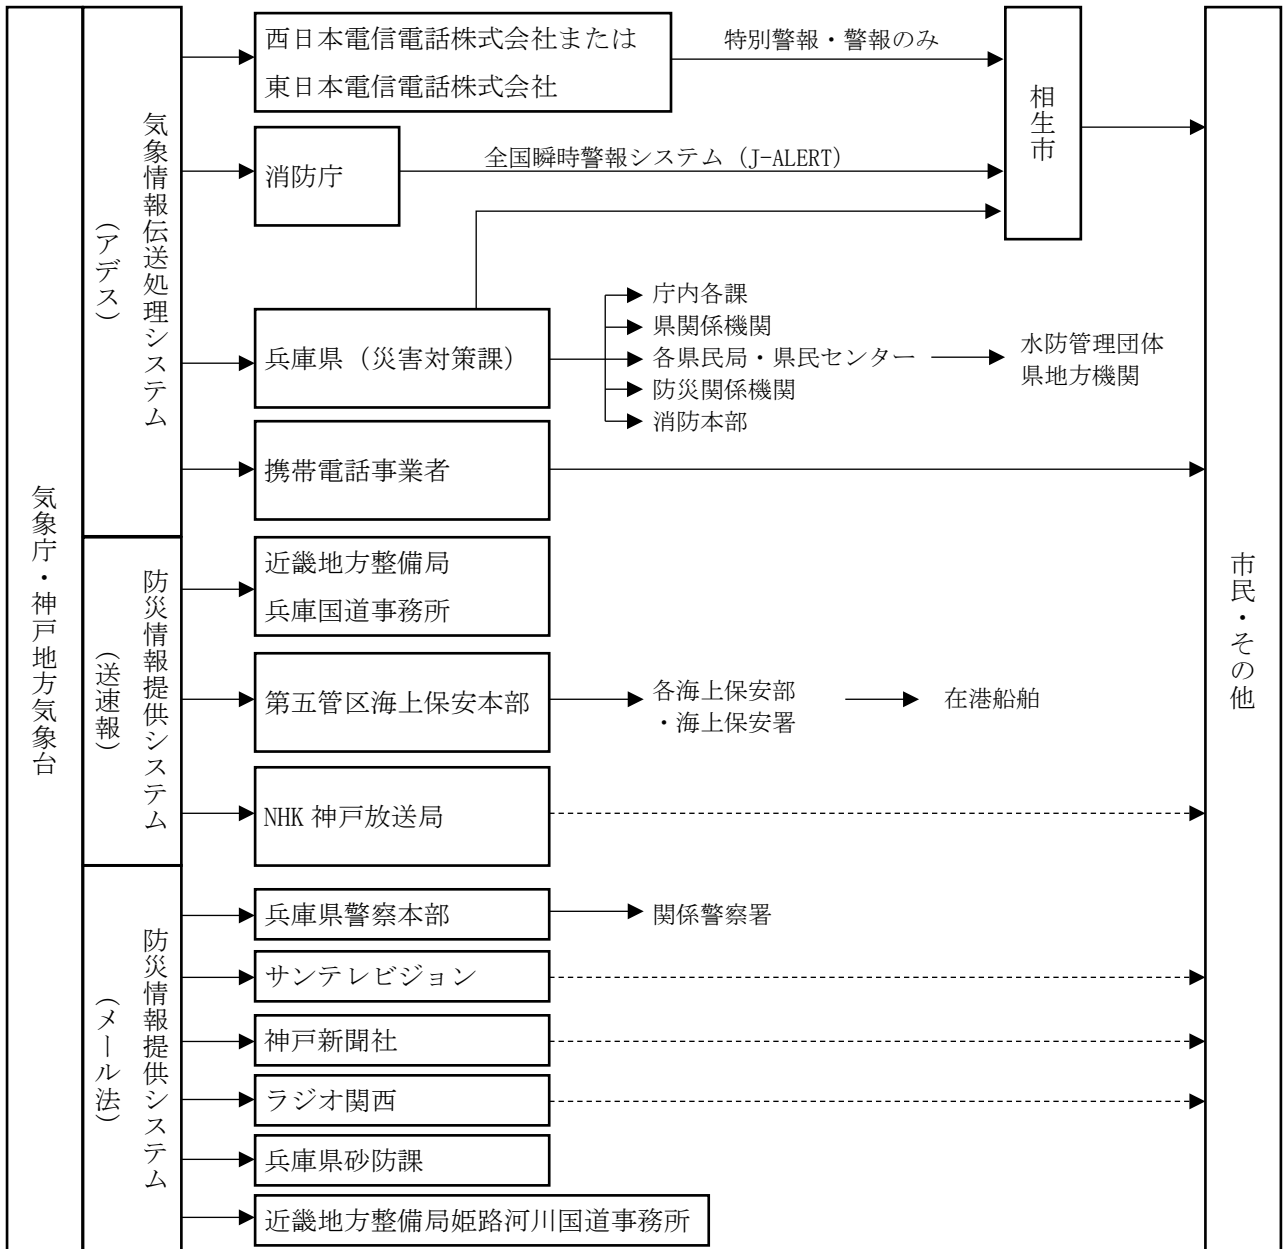 気象庁・神戸地方気象台
気象情報伝送処理システム
(アデス)
西日本電信電話株式会社または
東日本電信電話株式会社
特別警報・警報のみ
相生市
消防庁
全国瞬時警報システム（J-ALERT）
兵庫県（災害対策課）
庁内各課
県関係機関
各県民局・県民センター
防災関係機関
消防本部
水防管理団体
県地方機関
携帯電話事業者
市民・その他
防災情報提供システム
(送速報)
近畿地方整備局
兵庫国道事務所
第五管区海上保安本部
各海上保安部
・海上保安署
在港船舶
NHK 神戸放送局
防災情報提供システム
(メール法)
兵庫県警察本部
関係警察署
サンテレビジョン
神戸新聞社
ラジオ関西
兵庫県砂防課
近畿地方整備局姫路河川国道事務所